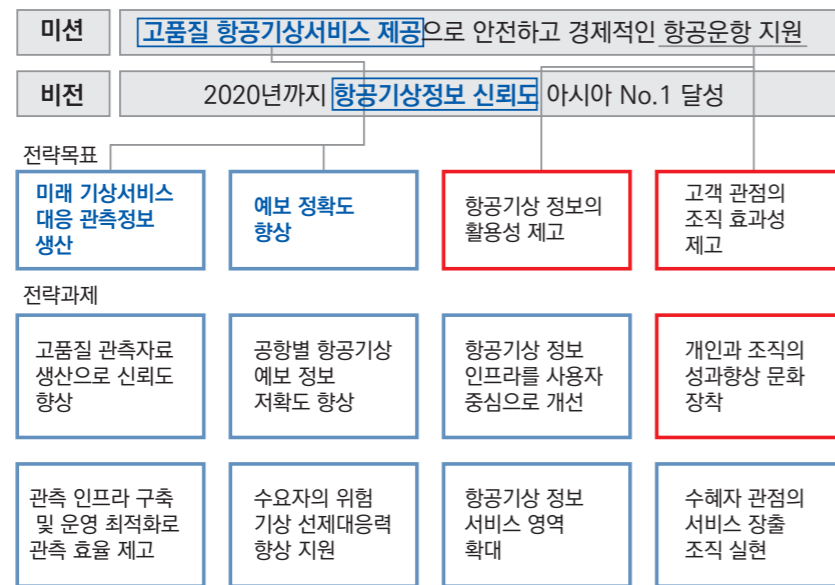 미션
고품질 항공기상서비스 제공으로 안전하고 경제적인 항공운항 지원
비전
2020년까지 항공기상정보 신뢰도 아시아 No.1 달성
전략목표
미래 기상서비스
대응 관측정보
생산
예보 정확도
향상
항공기상 정보의
활용성 제고
고객 관점의
조직 효과성
제고
전략과제
고품질 관측자료
생산으로 신뢰도
향상
공항별 항공기상
예보 정보
저확도 향상
항공기상 정보
인프라를 사용자
중심으로 개선
개인과 조직의
성과향상 문화
장착
관측 인프라 구축
및 운영 최적화로
관측 효율 제고
수요자의 위험
기상 선제대응력
향상 지원
항공기상 정보
서비스 영역
확대
수혜자 관점의
서비스 장출
조직 실현